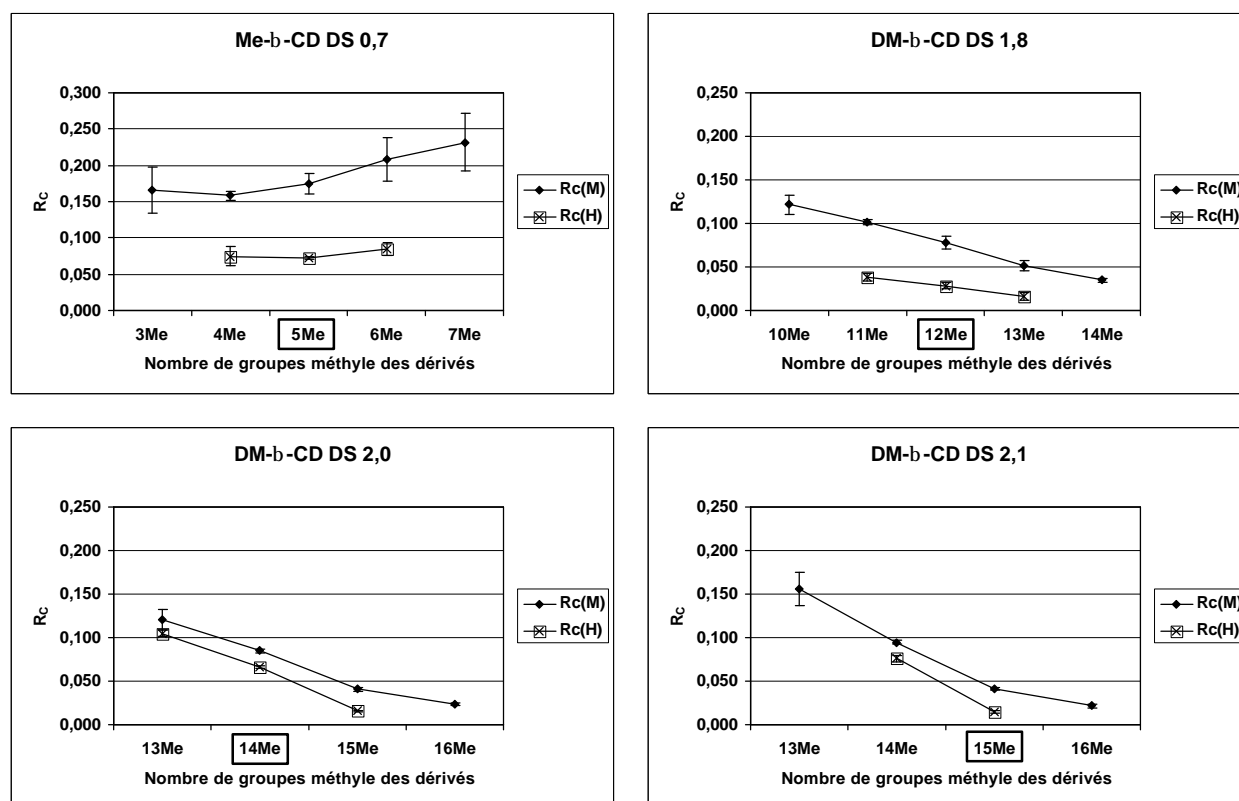 Me-b-CD DS 0,7
0,300
0,250
0,200
0,150
0,100
0,050
0,000
Rc
3Me 4Me 5Me 6Me 7Me
Nombre de groupes méthyle des dérivés
Rc(M)
Rc(H)
DM-b-CD DS 1,8
0,250
0,200
0,150
0,100
0,050
0,000
Rc
10Me 11Me 12Me 13Me 14Me
Nombre de groupes méthyle des dérivés
Rc(M)
Rc(H)
DM-b-CD DS 2,0
0,250
0,200
0,150
0,100
0,050
0,000
Rc
13Me 14Me 15Me 16Me
Nombre de groupes méthyle des dérivés
Rc(M)
Rc(H)
DM-b-CD DS 2,1
0,250
0,200
0,150
0,100
0,050
0,000
Rc
13Me 14Me 15Me 16Me
Nombre de groupes méthyle des dérivés
Rc(M)
Rc(H)